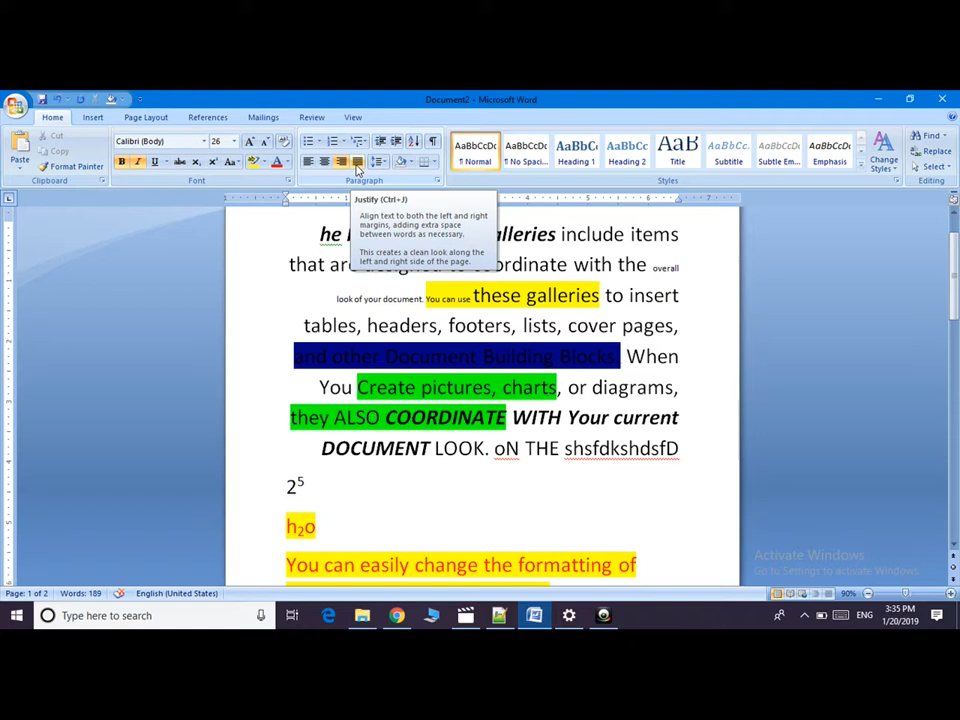 Document2 - Microsoft Word
Home Insert Page Layout References Mailings Review View
Paste
Cut
Copy
Format Painter
Clipboard
Calibri (Body) 26
B I U abc X₂ X² Aa
Font
Paragraph
AaBbCcDc AaBbCcDc AaBbCc AaBbCc AaBbCc AaBbCcDc AaBbCcDc
¶ Normal ¶ No Spaci... Heading 1 Heading 2 Title Subtitle Emphasis
Change Styles
Styles
Find
Replace
Select
Editing
Justify (Ctrl+J)
Align text to both the left and right
margins, adding extra space
between words as necessary.
This creates a clean look along the
left and right side of the page.
he alleries include items
that are designed to coordinate with the overall
look of your document. You can use these galleries to insert
tables, headers, footers, lists, cover pages,
and other Document Building Blocks. When
You Create pictures, charts, or diagrams,
they ALSO COORDINATE WITH Your current
DOCUMENT LOOK. oN THE shsfdkshdsfD
2⁵
h₂o
You can easily change the formatting of
Activate Windows
Go to Settings to activate Windows.
Page: 1 of 2 Words: 189 English (United States) 90%
Type here to search
ENG
3:35 PM
1/20/2019